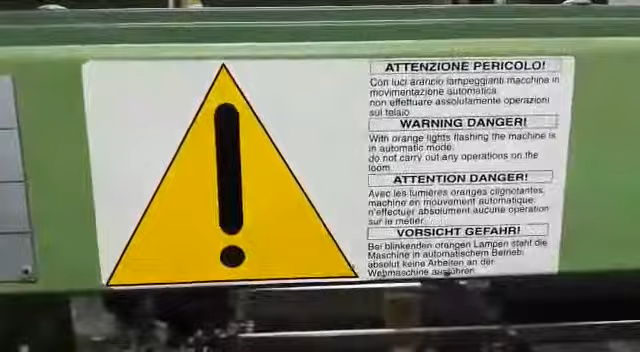 ATTENZIONE PERICOLO!
Con luci arancio lampeggianti macchina in
movimentazione automatica
non effettuare assolutamente operazioni
sul telaio
WARNING DANGER!
With orange lights flashing the machine is
in automatic mode.
do not carry out any operations on the
loom
ATTENTION DANGER!
Avec les lumières oranges clignotantes,
machine en mouvement automatique:
n'effectuer absolument aucune opération
sur le métier.
VORSICHT GEFAHR!
Bei blinkenden orangen Lampen steht die
Maschine in automatischem Betrieb:
absolut keine Arbeiten an der
Webmaschine ausführen